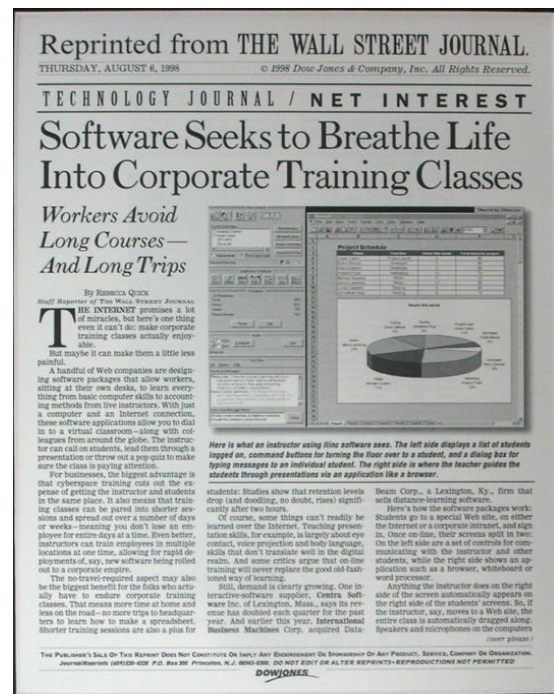 Reprinted from THE WALL STREET JOURNAL.
THURSDAY, AUGUST 6, 1998
© 1998 Dow Jones & Company, Inc. All Rights Reserved.
TECHNOLOGY JOURNAL / NET INTEREST
Software Seeks to Breathe Life
Into Corporate Training Classes
Workers Avoid
Long Courses—
And Long Trips
By REBECCA QUICK
Staff Reporter of THE WALL STREET JOURNAL
THE INTERNET promises a lot
of miracles, but here's one thing
even it can't do: make corporate
training classes actually enjoy-
able.
But maybe it can make them a little less
painful.
A handful of Web companies are design-
ing software packages that allow workers,
sitting at their own desks, to learn every-
thing from basic computer skills to account-
ing methods from live instructors. With just
a computer and an Internet connection,
these software applications allow you to dial
in to a virtual classroom—along with col-
leagues from around the globe. The instruc-
tor can call on students, lead them through a
presentation or throw out a pop quiz to make
sure the class is paying attention.
For businesses, the biggest advantage is
that cyberspace training cuts out the ex-
pense of getting the instructor and students
in the same place. It also means that train-
ing classes can be pared into shorter ses-
sions and spread out over a number of days
or weeks—meaning you don't lose an em-
ployee for entire days at a time. Even better,
instructors can train employees in multiple
locations at one time, allowing for rapid de-
ployments of, say, new software being rolled
out to a corporate empire.
The no-travel-required aspect may also
be the biggest benefit for the folks who actu-
ally have to endure corporate training
classes. That means more time at home and
less on the road—no more trips to headquar-
ters to learn how to make a spreadsheet.
Shorter training sessions are also a plus for
Project Schedule
Here is what an instructor using Ilinc software sees. The left side displays a list of students
logged on, command buttons for turning the floor over to a student, and a dialog box for
typing messages to an individual student. The right side is where the teacher guides the
students through presentations via an application like a browser.
students: Studies show that retention levels
drop (and doodling, no doubt, rises) signifi-
cantly after two hours.
Of course, some things can't readily be
learned over the Internet. Teaching presen-
tation skills, for example, is largely about eye
contact, voice projection and body language,
skills that don't translate well in the digital
realm. And some critics argue that on-line
training will never replace the good old-fash-
ioned way of learning.
Still, demand is clearly growing. One in-
teractive-software supplier, Centra Soft-
ware Inc. of Lexington, Mass., says its rev-
enue has doubled each quarter for the past
year. And earlier this year, International
Business Machines Corp. acquired Data-
Beam Corp., a Lexington, Ky., firm that
sells distance-learning software.
Here's how the software packages work:
Students go to a special Web site, on either
the Internet or a corporate intranet, and sign
in. Once on-line, their screens split in two:
On the left side are a set of controls for com-
municating with the instructor and other
students, while the right side shows an ap-
plication such as a browser, whiteboard or
word processor.
Anything the instructor does on the right
side of the screen automatically appears on
the right side of the students' screens. So, if
the instructor, say, moves to a Web site, the
entire class is automatically dragged along.
Speakers and microphones on the computers
(over please)
THE PUBLISHER'S SALE OF THIS REPRINT DOES NOT CONSTITUTE OR IMPLY ANY ENDORSEMENT OR SPONSORSHIP OF ANY PRODUCT, SERVICE, COMPANY OR ORGANIZATION.
JournalReprints (609)520-4328 P.O. Box 300 Princeton, N.J. 08543-0300. DO NOT EDIT OR ALTER REPRINTS•REPRODUCTIONS NOT PERMITTED
DOWJONES